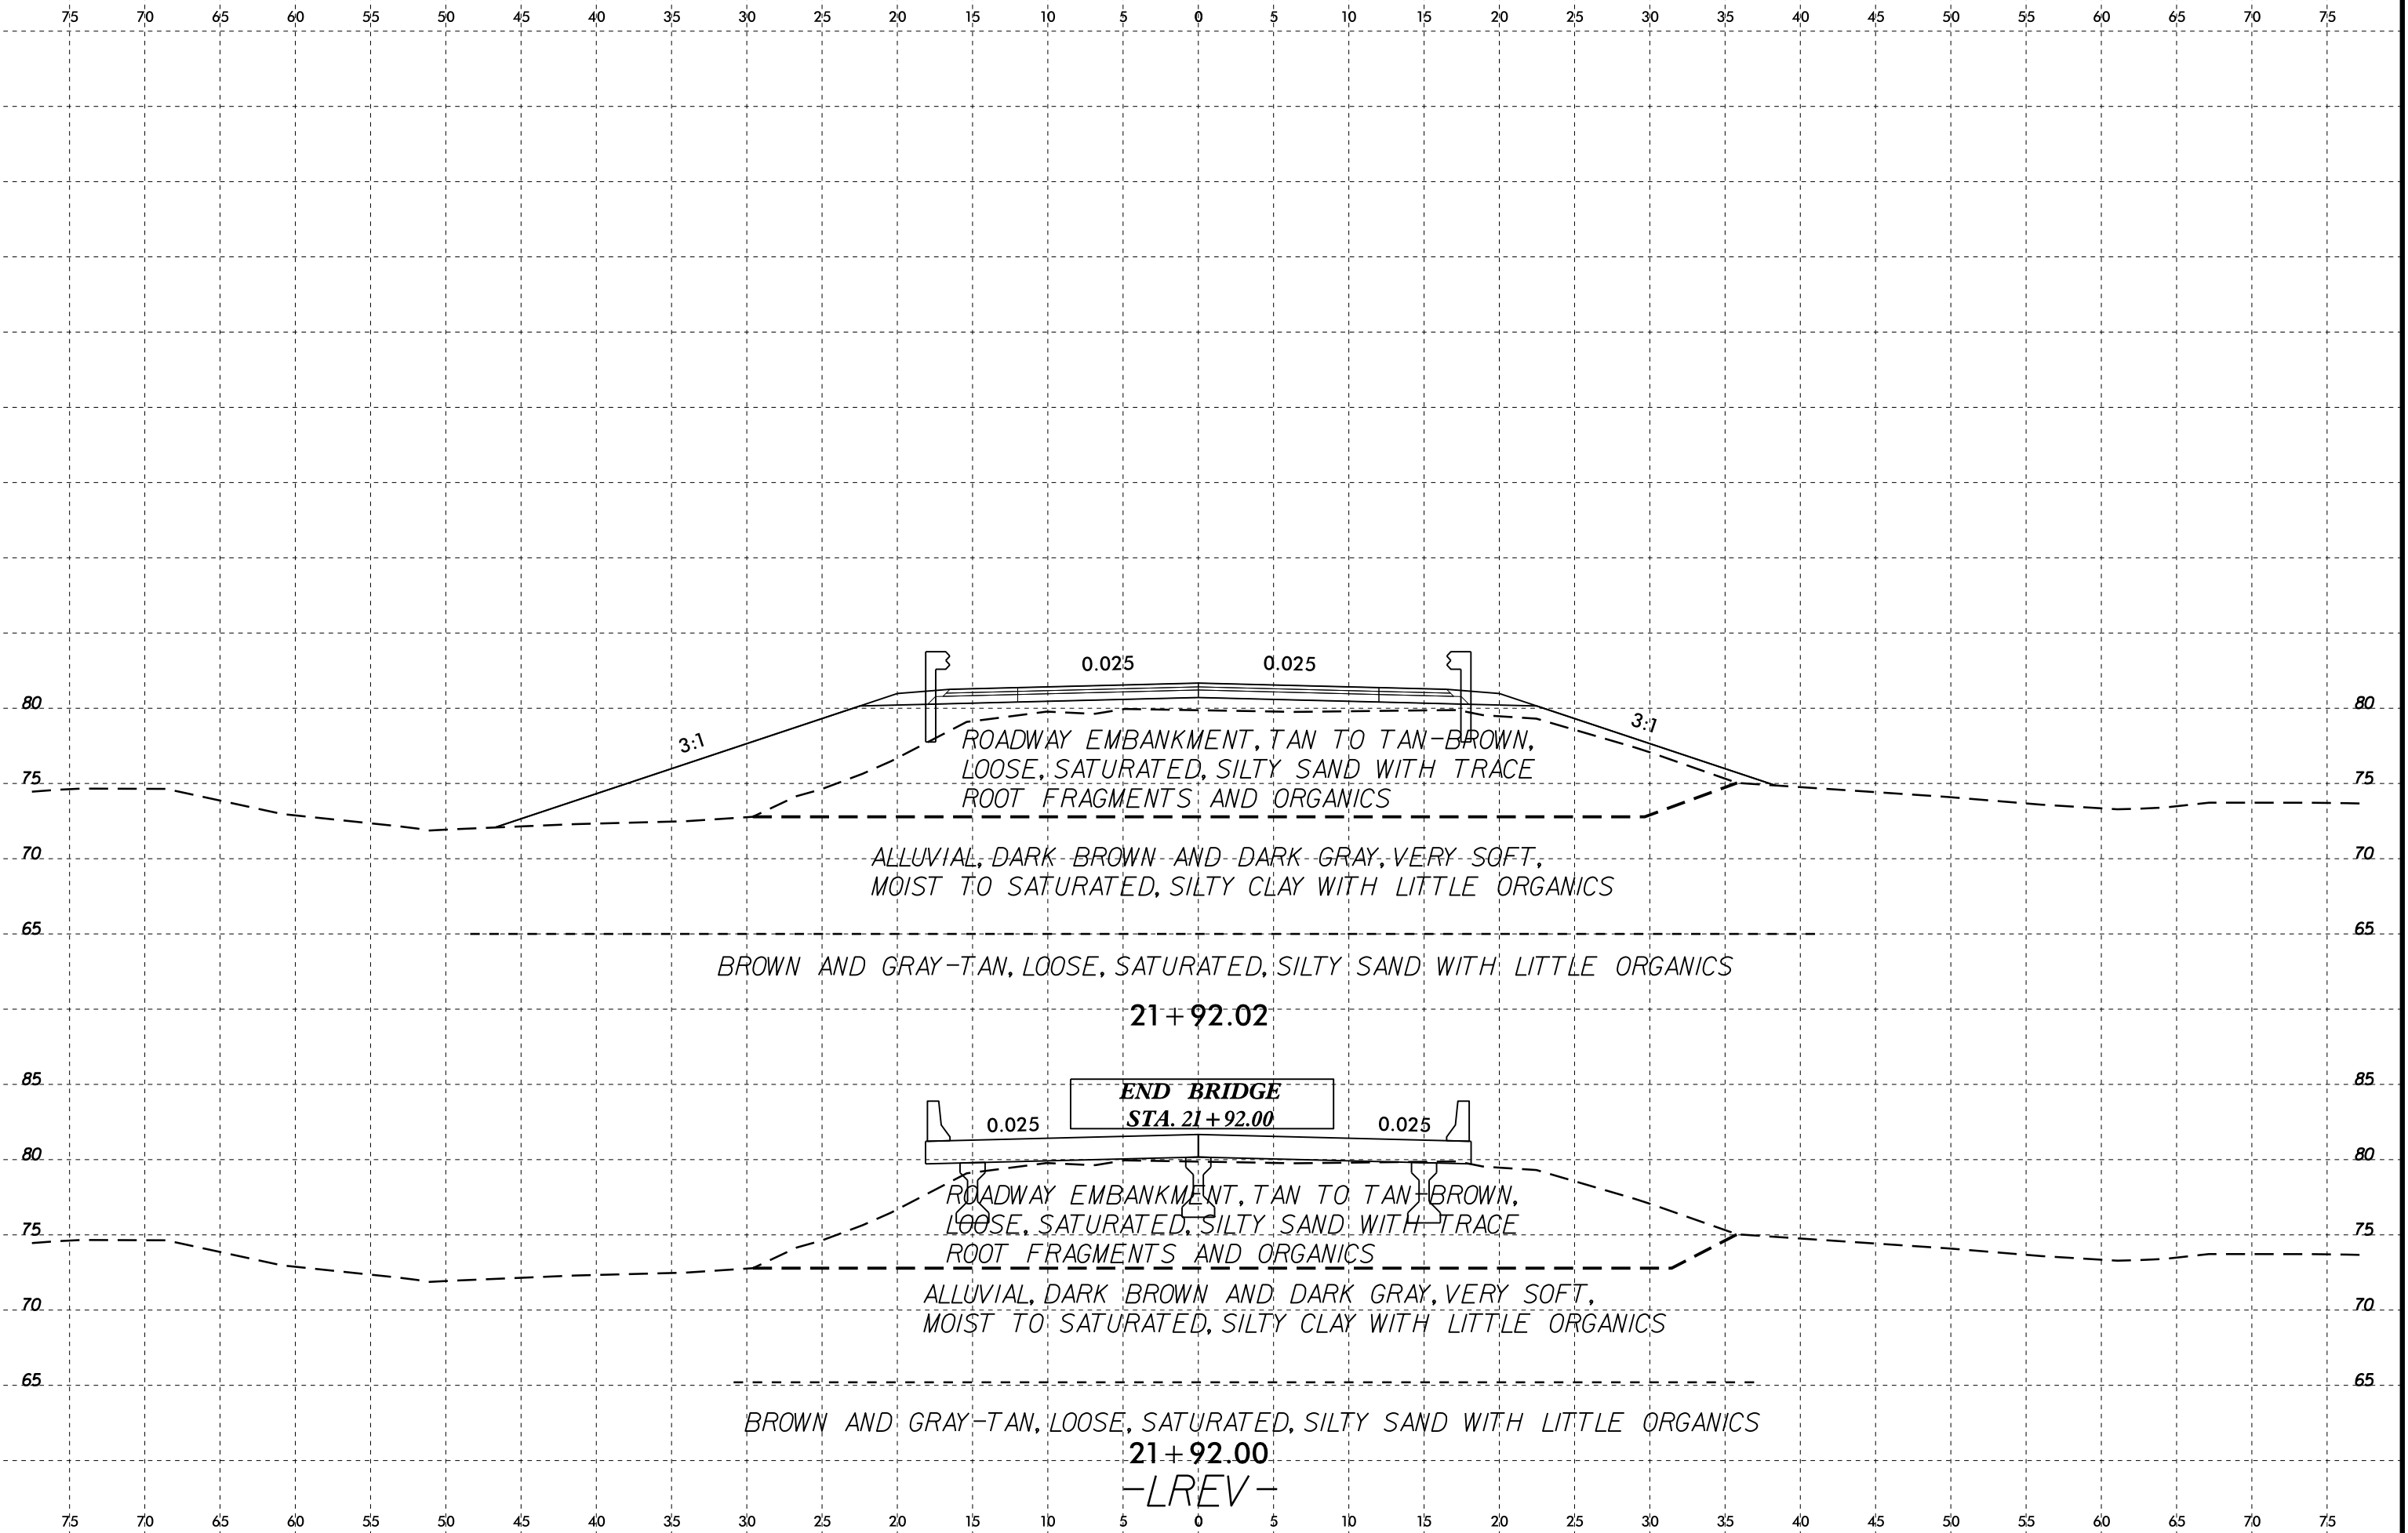 75 70 65 60 55 50 45 40 35 30 25 20 15 10 5 0 5 10 15 20 25 30 35 40 45 50 55 60 65 70 75
0.025 0.025
80 80
3:1 3:1
ROADWAY EMBANKMENT, TAN TO TAN-BROWN,
75 LOOSE, SATURATED, SILTY SAND WITH TRACE 75
ROOT FRAGMENTS AND ORGANICS
70 ALLUVIAL, DARK BROWN AND DARK GRAY, VERY SOFT, 70
MOIST TO SATURATED, SILTY CLAY WITH LITTLE ORGANICS
65 65
BROWN AND GRAY-TAN, LOOSE, SATURATED, SILTY SAND WITH LITTLE ORGANICS
21+92.02
85 85
END BRIDGE
STA. 21+92.00
0.025 0.025
80 80
ROADWAY EMBANKMENT, TAN TO TAN-BROWN,
75 LOOSE, SATURATED, SILTY SAND WITH TRACE 75
ROOT FRAGMENTS AND ORGANICS
ALLUVIAL, DARK BROWN AND DARK GRAY, VERY SOFT,
70 70
MOIST TO SATURATED, SILTY CLAY WITH LITTLE ORGANICS
65 65
BROWN AND GRAY-TAN, LOOSE, SATURATED, SILTY SAND WITH LITTLE ORGANICS
21+92.00
-LREV-
75 70 65 60 55 50 45 40 35 30 25 20 15 10 5 0 5 10 15 20 25 30 35 40 45 50 55 60 65 70 75